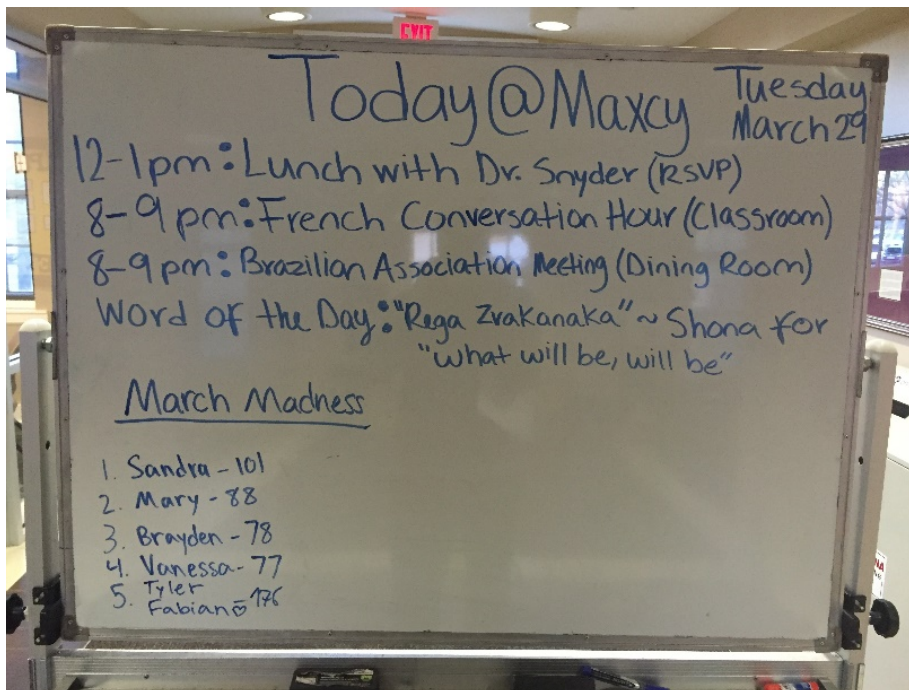 EXIT
Today@Maxcy
Tuesday
March 29
12-1pm: Lunch with Dr. Snyder (RSVP)
8-9pm: French Conversation Hour (Classroom)
8-9pm: Brazilian Association Meeting (Dining Room)
Word of the Day: "Rega Zvakanaka" ~ Shona for
"what will be, will be"
March Madness
1. Sandra - 101
2. Mary - 88
3. Brayden - 78
4. Vanessa - 77
5. Tyler
Fabian 176